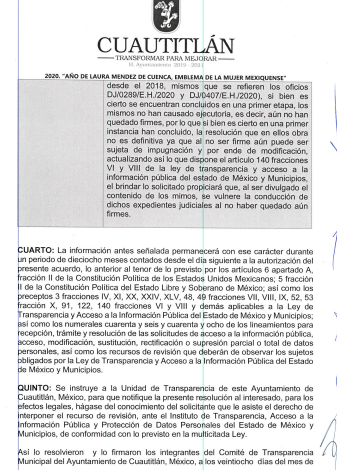 CUAUTITLÁN
TRANSFORMAR PARA MEJORAR
H. Ayuntamiento 2019 - 2021
2020. "AÑO DE LAURA MENDEZ DE CUENCA, EMBLEMA DE LA MUJER MEXIQUENSE"
desde el 2018, mismos que se refieren los oficios
DJ/0289/E.H./2020 y DJ/0407/E.H./2020), si bien es
cierto se encuentran concluidos en una primer etapa, los
mismos no han causado ejecutoria, es decir, aún no han
quedado firmes, por lo que si bien es cierto en una primer
instancia han concluido, la resolución que en ellos obra
no es definitiva ya que al no ser firme aún puede ser
sujeta de impugnación y por ende de modificación,
actualizando así lo que dispone el artículo 140 fracciones
VI y VIII de la ley de transparencia y acceso a la
información pública del estado de México y Municipios,
el brindar lo solicitado propiciará que, al ser divulgado el
contenido de los mimos, se vulnere la conducción de
dichos expedientes judiciales al no haber quedado aún
firmes.
CUARTO: La información antes señalada permanecerá con ese carácter durante
un periodo de dieciocho meses contados desde el día siguiente a la autorización del
presente acuerdo, lo anterior al tenor de lo previsto por los artículos 6 apartado A,
fracción II de la Constitución Política de los Estados Unidos Mexicanos; 5 fracción
II de la Constitución Política del Estado Libre y Soberano de México; así como los
preceptos 3 fracciones IV, XI, XX, XXIV, XLV, 48, 49 fracciones VII, VIII, IX, 52, 53
fracción X, 91, 122, 140 fracciones VI y VIII y demás aplicables a la Ley de
Transparencia y Acceso a la Información Pública del Estado de México y Municipios;
así como los numerales cuarenta y seis y cuarenta y ocho de los lineamientos para
recepción, trámite y resolución de las solicitudes de acceso a la información pública,
acceso, modificación, sustitución, rectificación o supresión parcial o total de datos
personales, así como los recursos de revisión que deberán de observar los sujetos
obligados por la Ley de Transparencia y Acceso a la Información Pública del Estado
de México y Municipios.
QUINTO: Se instruye a la Unidad de Transparencia de este Ayuntamiento de
Cuautitlán, México, para que notifique la presente resolución al interesado, para los
efectos legales, hágase del conocimiento del solicitante que le asiste el derecho de
interponer el recurso de revisión, ante el Instituto de Transparencia, Acceso a la
Información Pública y Protección de Datos Personales del Estado de México y
Municipios, de conformidad con lo previsto en la multicitada Ley.
Así lo resolvieron y lo firmaron los integrantes del Comité de Transparencia
Municipal del Ayuntamiento de Cuautitlán, México, a los veintiocho días del mes de